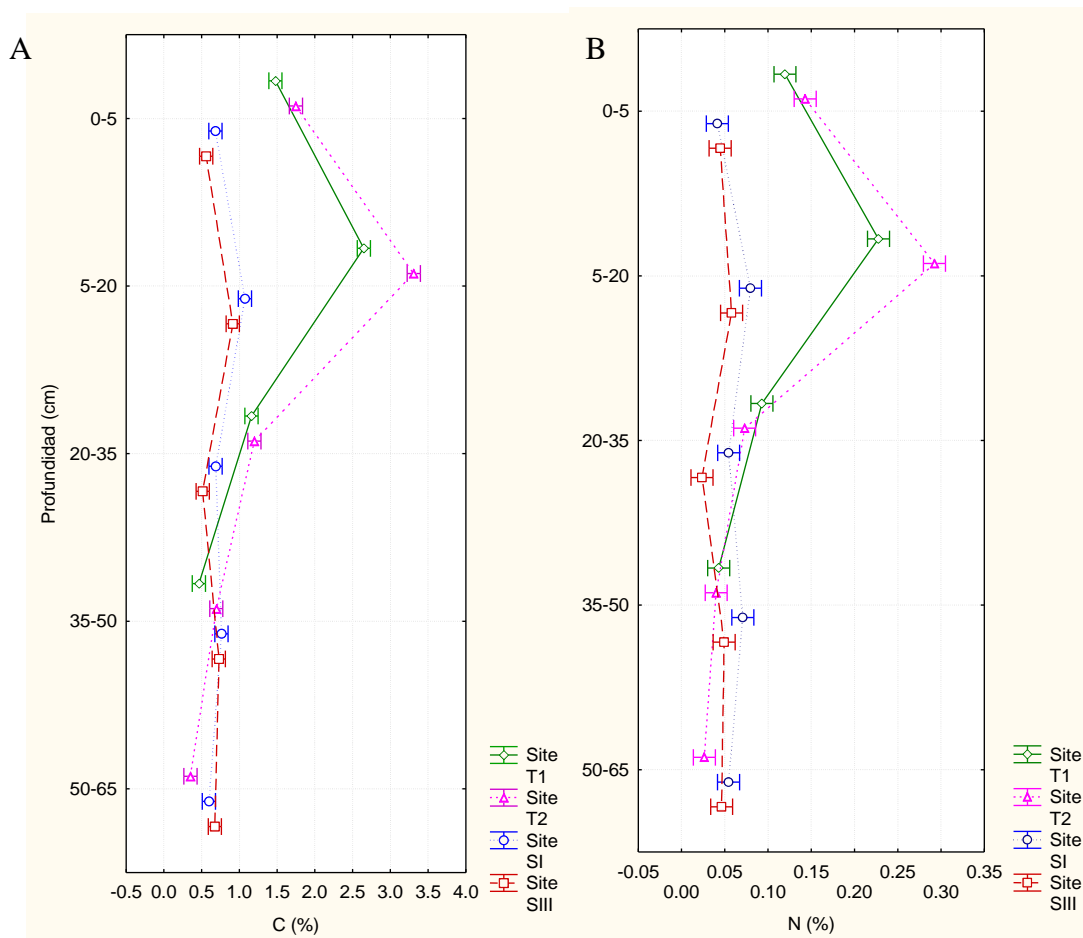 A
Profundidad (cm)
0-5
5-20
20-35
35-50
50-65
-0.5 0.0 0.5 1.0 1.5 2.0 2.5 3.0 3.5 4.0
C (%)
Site
T1
Site
T2
Site
SI
Site
SIII
B
0-5
5-20
20-35
35-50
50-65
-0.05 0.05 0.15 0.25 0.35
0.00 0.10 0.20 0.30
N (%)
Site
T1
Site
T2
Site
SI
Site
SIII